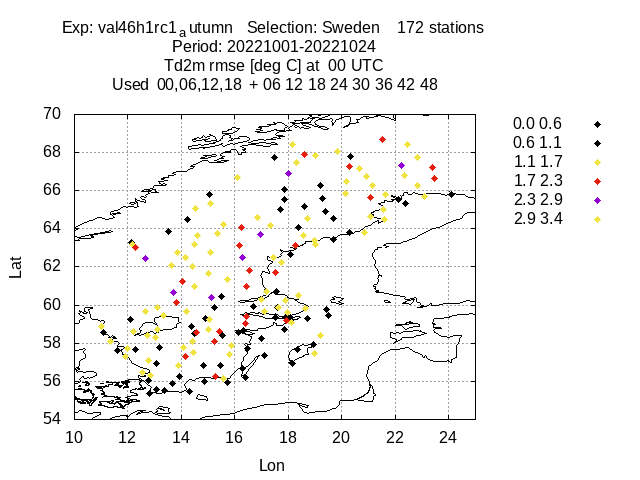 Exp: val46h1rc1autumn Selection: Sweden 172 stations
Period: 20221001-20221024
Td2m rmse [deg C] at 00 UTC
Used 00,06,12,18 + 06 12 18 24 30 36 42 48
70
68
66
64
62
60
58
56
54
Lat
10 12 14 16 18 20 22 24
Lon
0.0 0.6
0.6 1.1
1.1 1.7
1.7 2.3
2.3 2.9
2.9 3.4